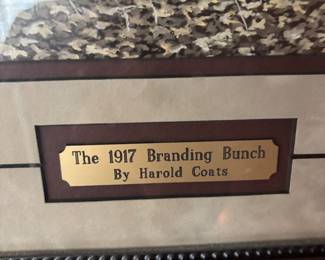 The 1917 Branding Bunch
By Harold Coats